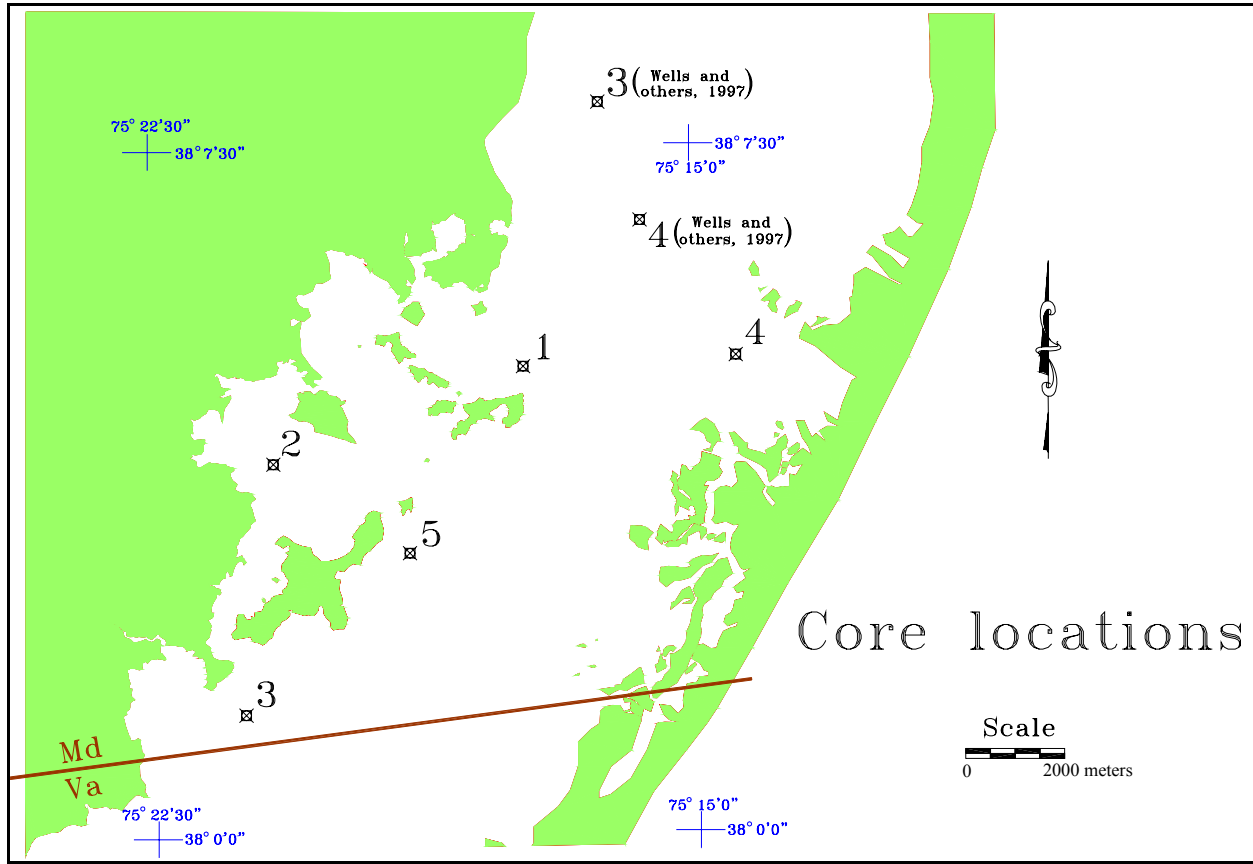 3 (Wells and
others, 1997)
75° 22'30"
38° 7'30"
38° 7'30"
75° 15'0"
4 (Wells and
others, 1997)
1
4
2
5
Core locations
3
Md
Va
Scale
0 2000 meters
75° 22'30"
38° 0'0"
75° 15'0"
38° 0'0"